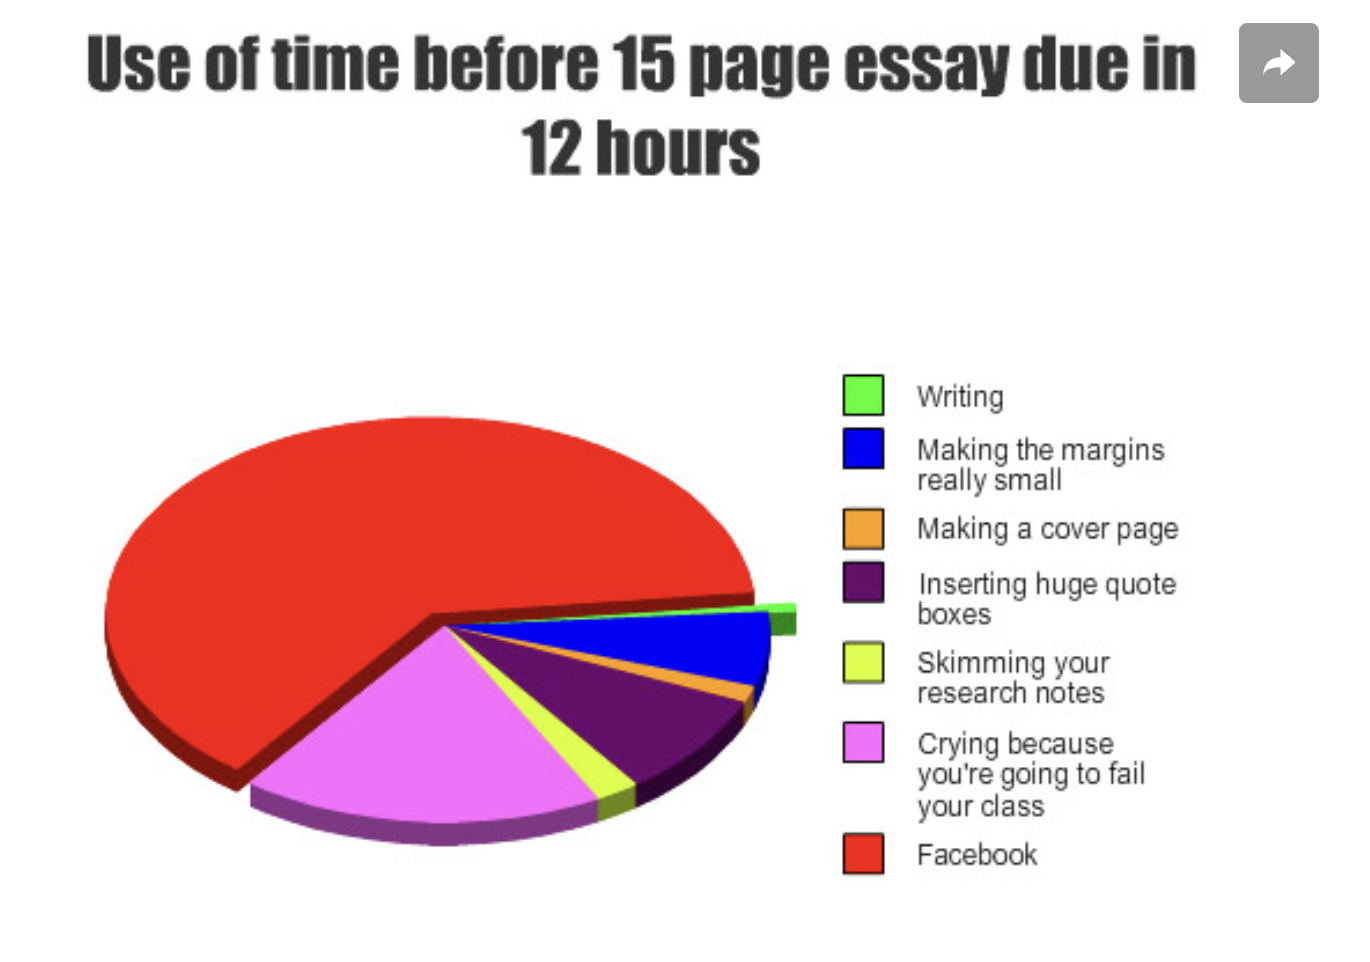 Use of time before 15 page essay due in
12 hours
Writing
Making the margins
really small
Making a cover page
Inserting huge quote
boxes
Skimming your
research notes
Crying because
you're going to fail
your class
Facebook